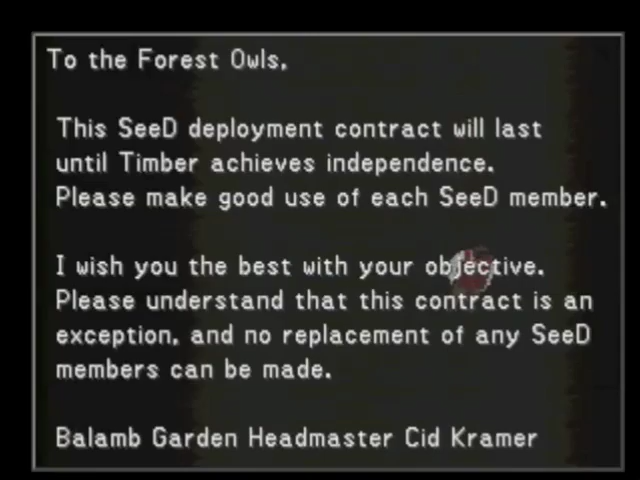 To the Forest Owls,
This SeeD deployment contract will last
until Timber achieves independence.
Please make good use of each SeeD member.
I wish you the best with your objective.
Please understand that this contract is an
exception, and no replacement of any SeeD
members can be made.
Balamb Garden Headmaster Cid Kramer